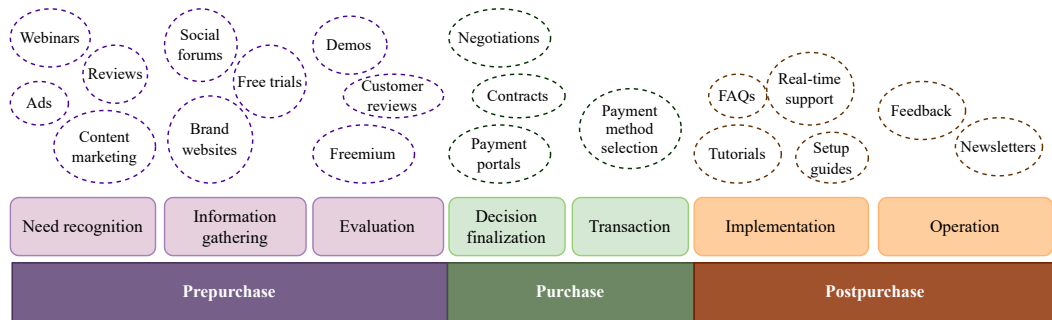 Webinars
Reviews
Ads
Content
marketing
Social
forums
Free trials
Brand
websites
Demos
Customer
reviews
Freemium
Negotiations
Contracts
Payment
portals
Payment
method
selection
FAQs
Real-time
support
Tutorials
Setup
guides
Feedback
Newsletters
Need recognition
Information
gathering
Evaluation
Decision
finalization
Transaction
Implementation
Operation
Prepurchase
Purchase
Postpurchase